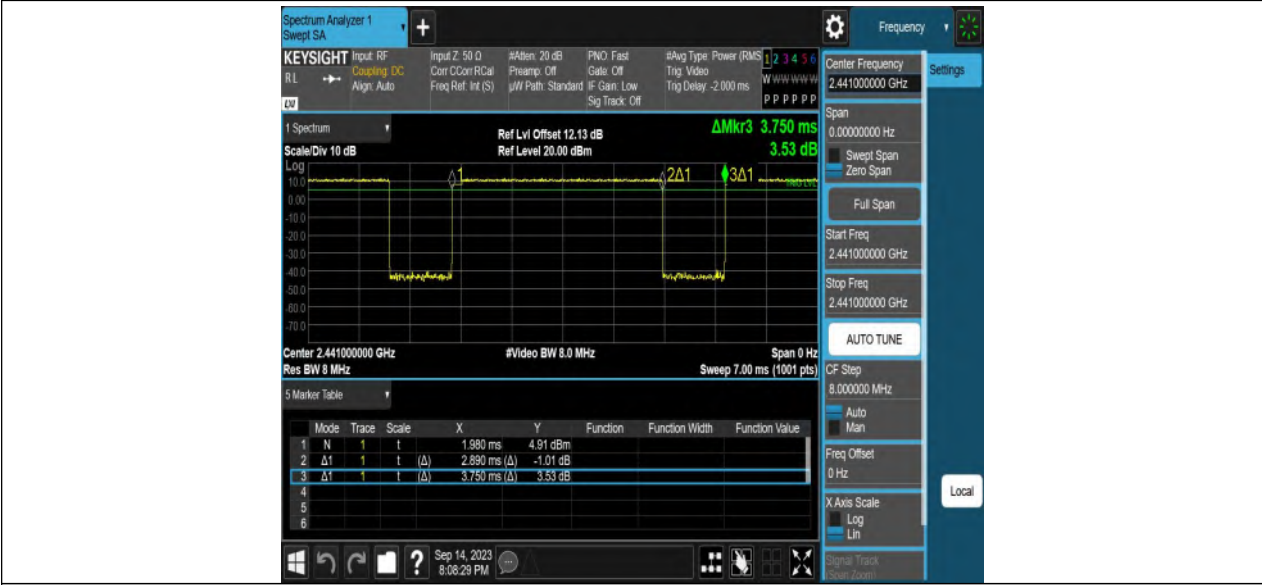 Spectrum Analyzer 1
Swept SA
+
Frequency
KEYSIGHT Input: RF Input Z: 50 Ω #Atten: 20 dB PNO: Fast #Avg Type: Power (RMS 1 2 3 4 5 6
RL Coupling: DC Corr CCorr RCal Preamp: Off Gate: Off Trig: Video W W W W W W
Align: Auto Freq Ref: Int (S) µW Path: Standard IF Gain: Low Trig Delay: -2.000 ms
LXI Sig Track: Off P P P P P P
1 Spectrum
Scale/Div 10 dB
Ref Lvl Offset 12.13 dB
Ref Level 20.00 dBm
ΔMkr3 3.750 ms
3.53 dB
Log
1
2Δ1
3Δ1
10.0
TRIG LVL
0.00
-10.0
-20.0
-30.0
-40.0
-50.0
-60.0
-70.0
Center 2.441000000 GHz #Video BW 8.0 MHz Span 0 Hz
Res BW 8 MHz Sweep 7.00 ms (1001 pts)
5 Marker Table
Mode Trace Scale X Y Function Function Width Function Value
1 N 1 t 1.980 ms 4.91 dBm
2 Δ1 1 t (Δ) 2.890 ms (Δ) -1.01 dB
3 Δ1 1 t (Δ) 3.750 ms (Δ) 3.53 dB
4
5
6
?
Sep 14, 2023
8:08:29 PM
Center Frequency
2.441000000 GHz
Settings
Span
0.00000000 Hz
Swept Span
Zero Span
Full Span
Start Freq
2.441000000 GHz
Stop Freq
2.441000000 GHz
AUTO TUNE
CF Step
8.000000 MHz
Auto
Man
Freq Offset
0 Hz
X Axis Scale
Log
Lin
Local
Signal Track
(Span Zoom)